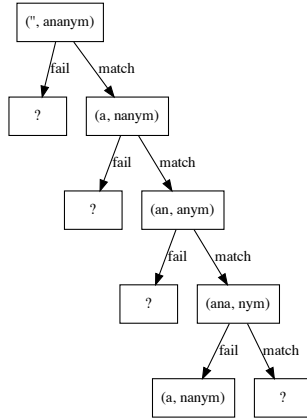 ('', ananym)
fail match
? (a, nanym)
fail match
? (an, anym)
fail match
? (ana, nym)
fail match
(a, nanym) ?